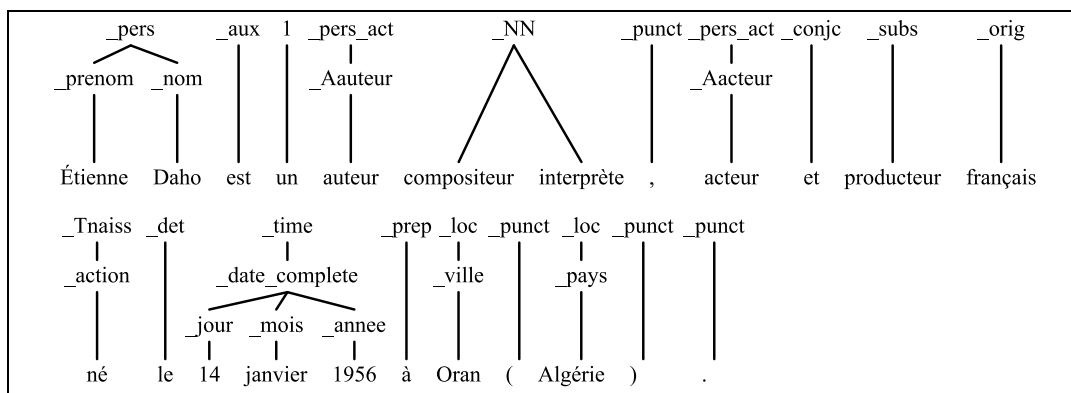 _pers _aux 1 _pers_act _NN _punct _pers_act _conjc _subs _orig
_prenom _nom _Aauteur _Aacteur
Étienne Daho est un auteur compositeur interprète , acteur et producteur français
_Tnaiss _det _time _prep _loc _punct _loc _punct _punct
_action _date_complete _ville _pays
_jour _mois _annee
né le 14 janvier 1956 à Oran ( Algérie ) .